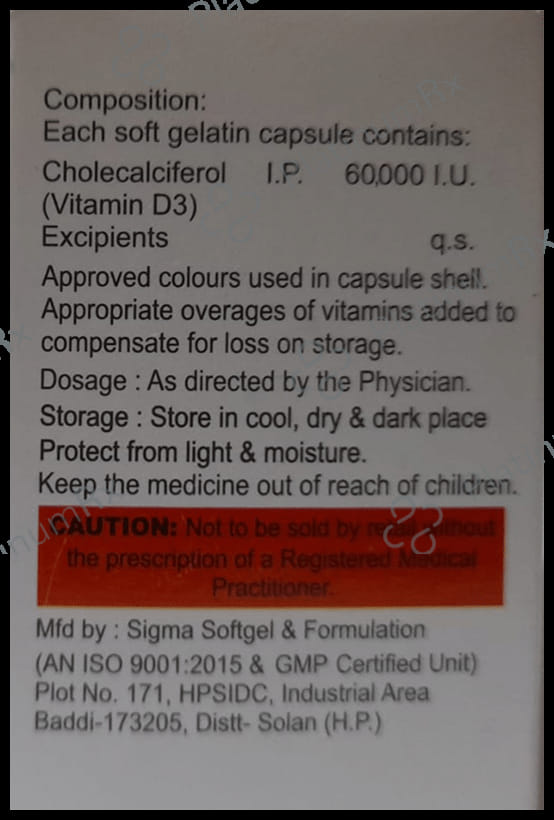 Composition:
Each soft gelatin capsule contains:
Cholecalciferol I.P. 60,000 I.U.
(Vitamin D3)
Excipients q.s.
Approved colours used in capsule shell.
Appropriate overages of vitamins added to
compensate for loss on storage.
Dosage : As directed by the Physician.
Storage : Store in cool, dry & dark place
Protect from light & moisture.
Keep the medicine out of reach of children.
CAUTION: Not to be sold by retail without
the prescription of a Registered Medical
Practitioner.
Mfd by : Sigma Softgel & Formulation
(AN ISO 9001:2015 & GMP Certified Unit)
Plot No. 171, HPSIDC, Industrial Area
Baddi-173205, Distt- Solan (H.P.)